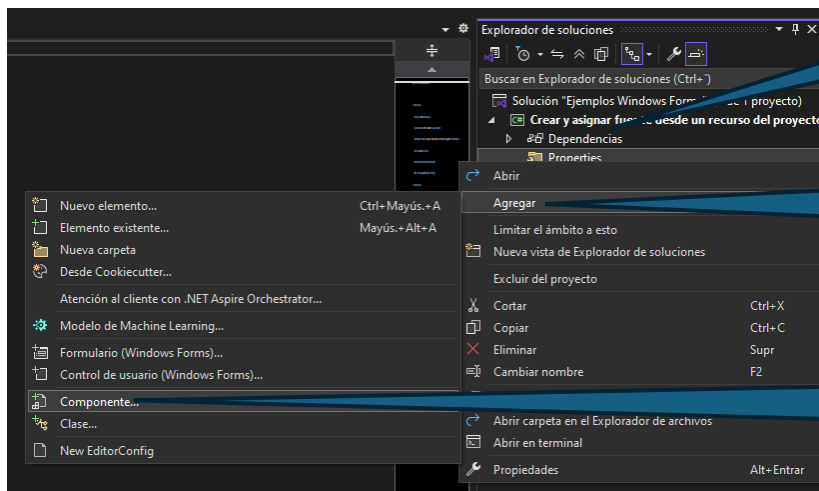 Explorador de soluciones
Buscar en Explorador de soluciones (Ctrl+`)
Solución "Ejemplos Windows Form 1 proyecto)
Crear y asignar desde un recurso del proyecto
Dependencias
Properties
Abrir
Agregar
Limitar el ámbito a esto
Nueva vista de Explorador de soluciones
Excluir del proyecto
Cortar Ctrl+X
Copiar Ctrl+C
Eliminar Supr
Cambiar nombre F2
Abrir carpeta en el Explorador de archivos
Abrir en terminal
Propiedades Alt+Entrar
Nuevo elemento... Ctrl+Mayús.+A
Elemento existente... Mayús.+Alt+A
Nueva carpeta
Desde Cookiecutter...
Atención al cliente con .NET Aspire Orchestrator...
Modelo de Machine Learning...
Formulario (Windows Forms)...
Control de usuario (Windows Forms)...
Componente...
Clase...
New EditorConfig